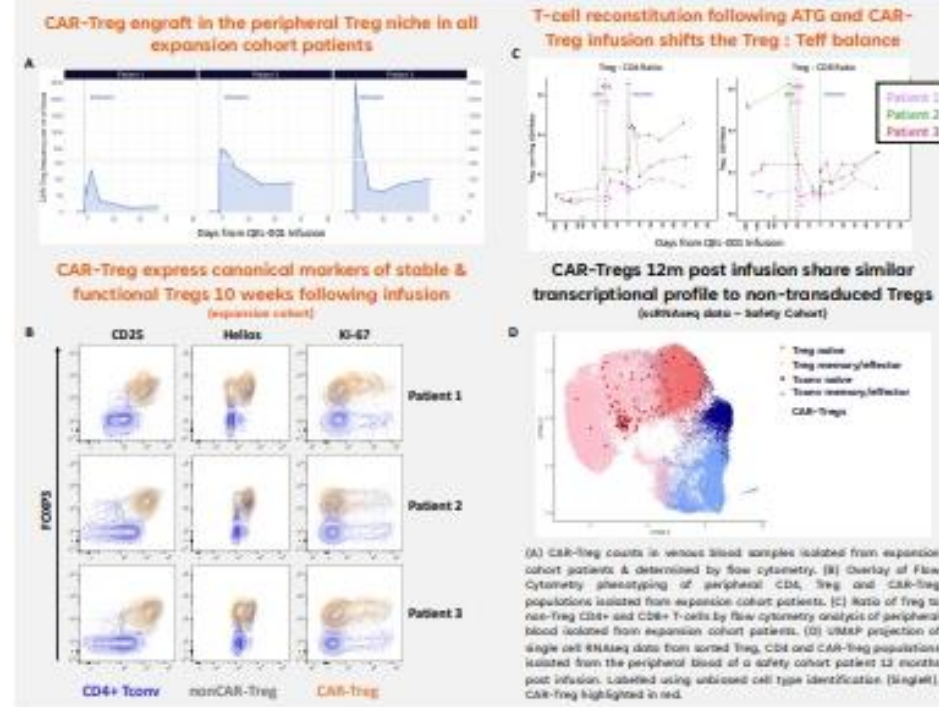 CAR-Treg engraft in the peripheral Treg niche in all
expansion cohort patients
A
Patient 1
Patient 2
Patient 3
Days from QEL-001 Infusion
T-cell reconstitution following ATG and CAR-
Treg infusion shifts the Treg : Teff balance
C
Treg : CD4 Ratio
Treg : CD8 Ratio
Patient 1
Patient 2
Patient 3
Days from QEL-001 Infusion
CAR-Treg express canonical markers of stable &
functional Tregs 10 weeks following infusion
(expansion cohort)
B
CD25
Helios
Ki-67
Patient 1
Patient 2
Patient 3
FOXP3
CD4+ Tconv
nonCAR-Treg
CAR-Treg
CAR-Tregs 12m post infusion share similar
transcriptional profile to non-transduced Tregs
(scRNAseq data – Safety Cohort)
D
Treg naive
Treg memory/effector
Tconv naive
Tconv memory/effector
CAR-Tregs
(A) CAR-Treg counts in venous blood samples isolated from expansion
cohort patients & determined by flow cytometry. (B) Overlay of Flow
Cytometry phenotyping of peripheral CD4, Treg and CAR-Treg
populations isolated from expansion cohort patients. (C) Ratio of Treg to
non-Treg CD4+ and CD8+ T-cells by flow cytometry analysis of peripheral
blood isolated from expansion cohort patients. (D) UMAP projection of
single cell RNAseq data from sorted Treg, CD4 and CAR-Treg populations
isolated from the peripheral blood of a safety cohort patient 12 months
post infusion. Labelled using unbiased cell type identification (SingleR).
CAR-Treg highlighted in red.